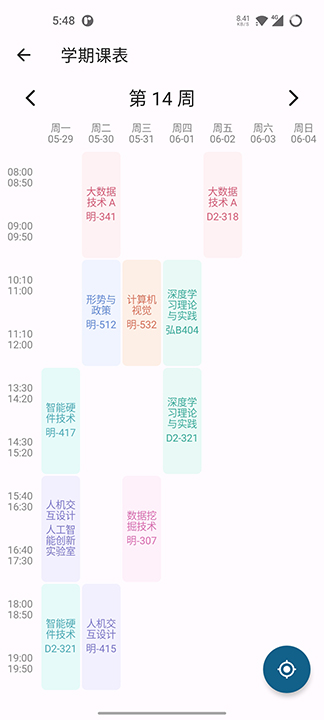 5:48
8.41
KB/S
4G
学期课表
第 14 周
周一 周二 周三 周四 周五 周六 周日
05-29 05-30 05-31 06-01 06-02 06-03 06-04
08:00
08:50
09:00
09:50
大数据
技术 A
明-341
大数据
技术 A
D2-318
10:10
11:00
11:10
12:00
形势与
政策
明-512
计算机
视觉
明-532
深度学
习理论
与实践
弘B404
13:30
14:20
14:30
15:20
智能硬
件技术
明-417
深度学
习理论
与实践
D2-321
15:40
16:30
16:40
17:30
人机交
互设计
人工智
能创新
实验室
数据挖
掘技术
明-307
18:00
18:50
19:00
19:50
智能硬
件技术
D2-321
人机交
互设计
明-415